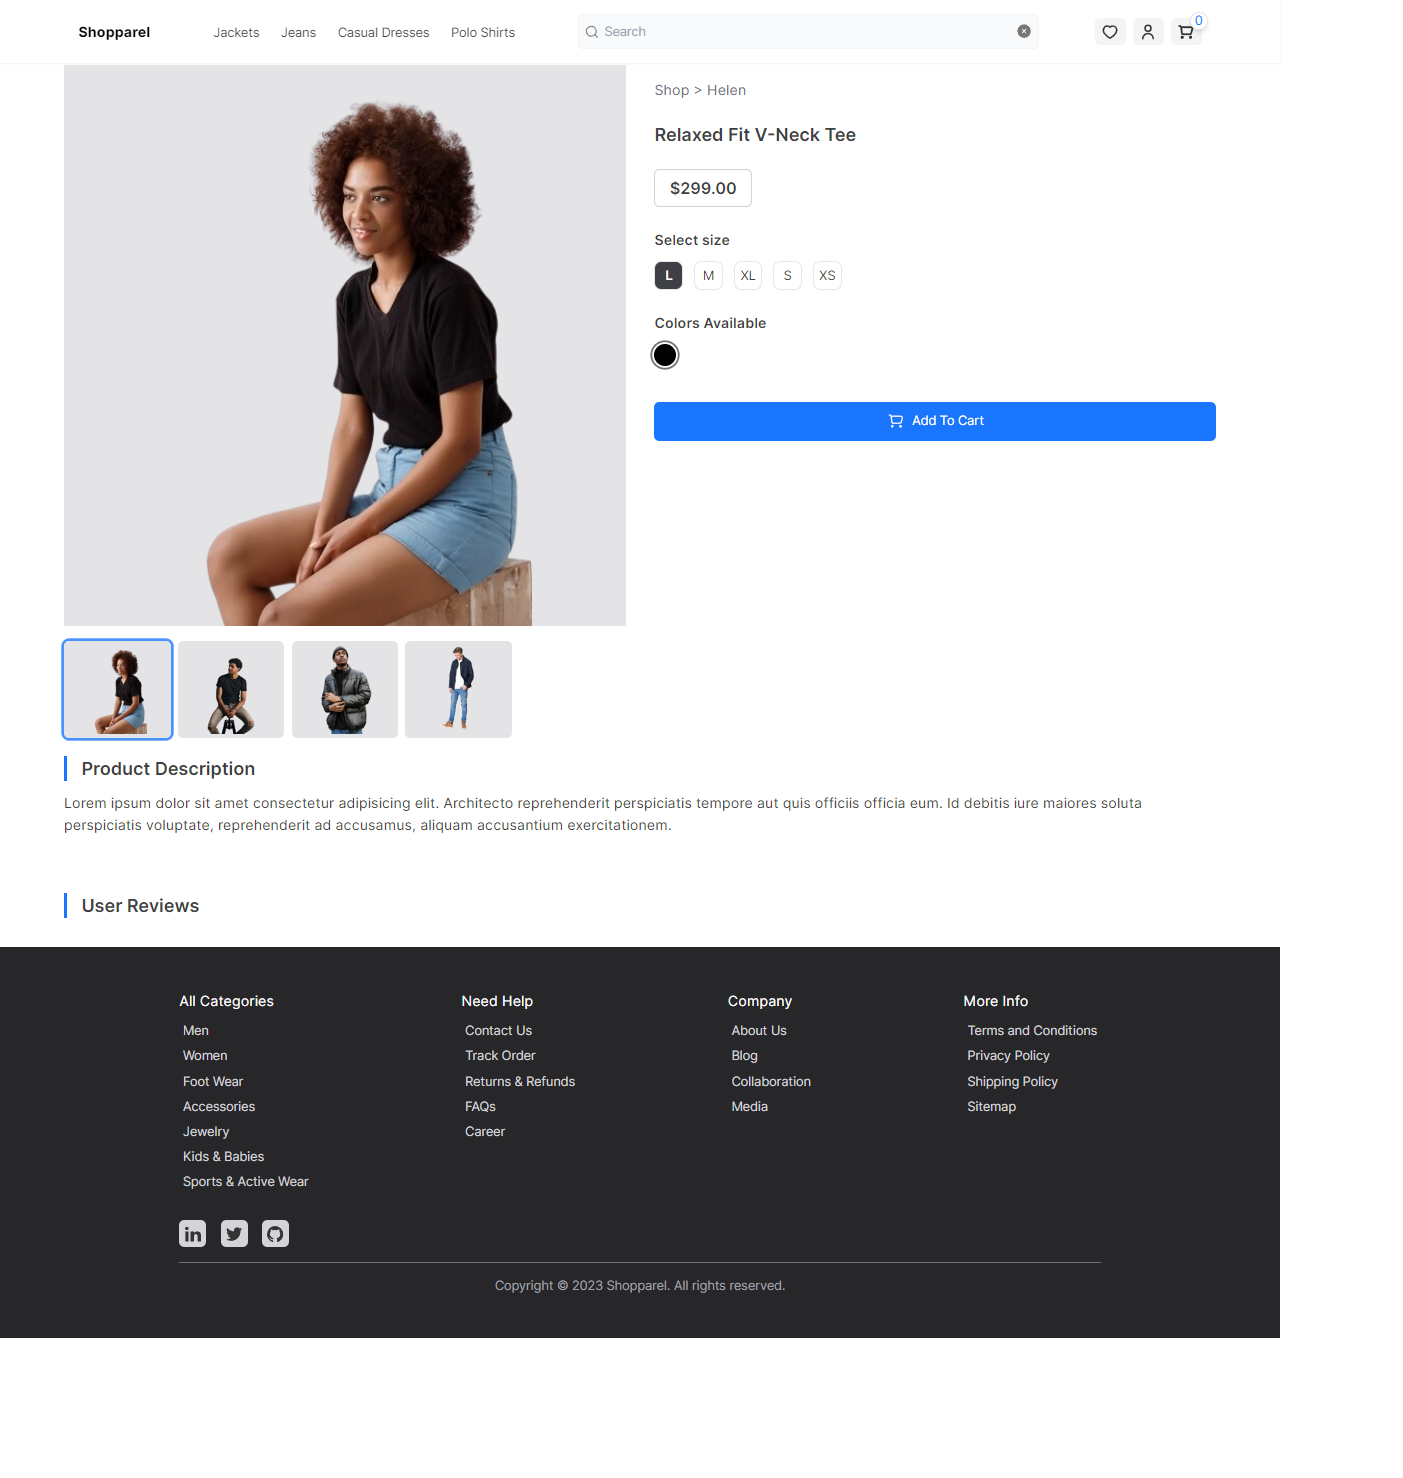 Shopparel
Jackets
Jeans
Casual Dresses
Polo Shirts
Search
0
Shop > Helen
Relaxed Fit V-Neck Tee
$299.00
Select size
L
M
XL
S
XS
Colors Available
Add To Cart
Product Description
Lorem ipsum dolor sit amet consectetur adipisicing elit. Architecto reprehenderit perspiciatis tempore aut quis officiis officia eum. Id debitis iure maiores soluta
perspiciatis voluptate, reprehenderit ad accusamus, aliquam accusantium exercitationem.
User Reviews
All Categories
Men
Women
Foot Wear
Accessories
Jewelry
Kids & Babies
Sports & Active Wear
Need Help
Contact Us
Track Order
Returns & Refunds
FAQs
Career
Company
About Us
Blog
Collaboration
Media
More Info
Terms and Conditions
Privacy Policy
Shipping Policy
Sitemap
in
Copyright © 2023 Shopparel. All rights reserved.